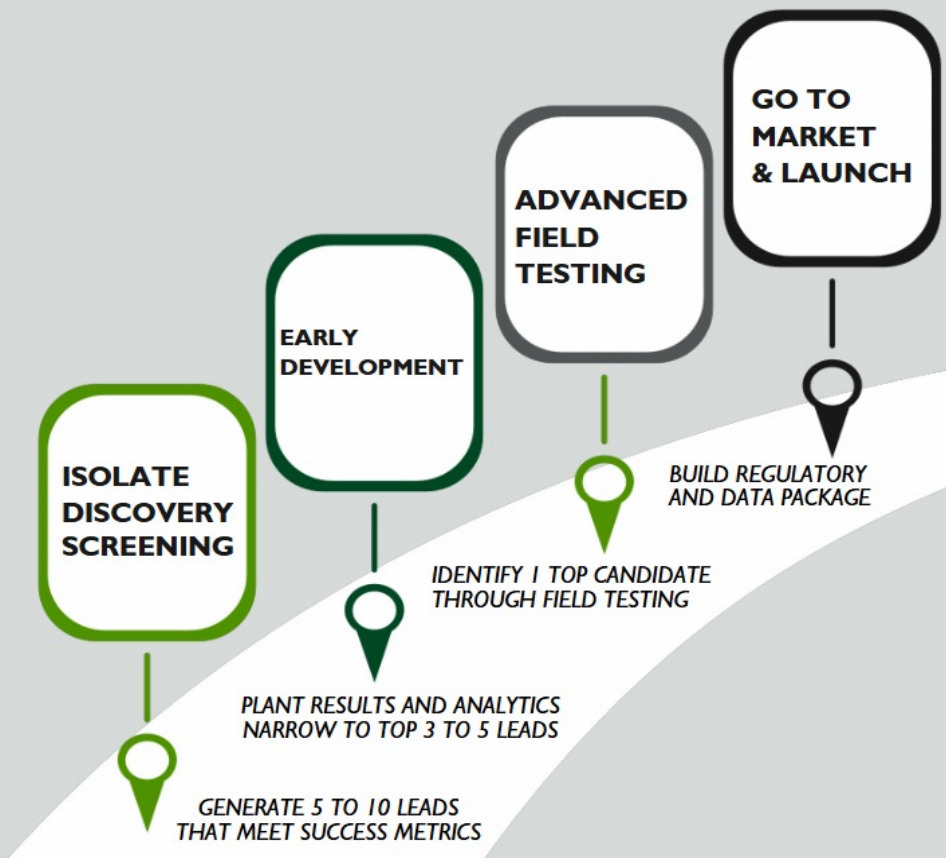 ISOLATE
DISCOVERY
SCREENING
GENERATE 5 TO 10 LEADS
THAT MEET SUCCESS METRICS
EARLY
DEVELOPMENT
PLANT RESULTS AND ANALYTICS
NARROW TO TOP 3 TO 5 LEADS
ADVANCED
FIELD
TESTING
IDENTIFY 1 TOP CANDIDATE
THROUGH FIELD TESTING
GO TO
MARKET
& LAUNCH
BUILD REGULATORY
AND DATA PACKAGE